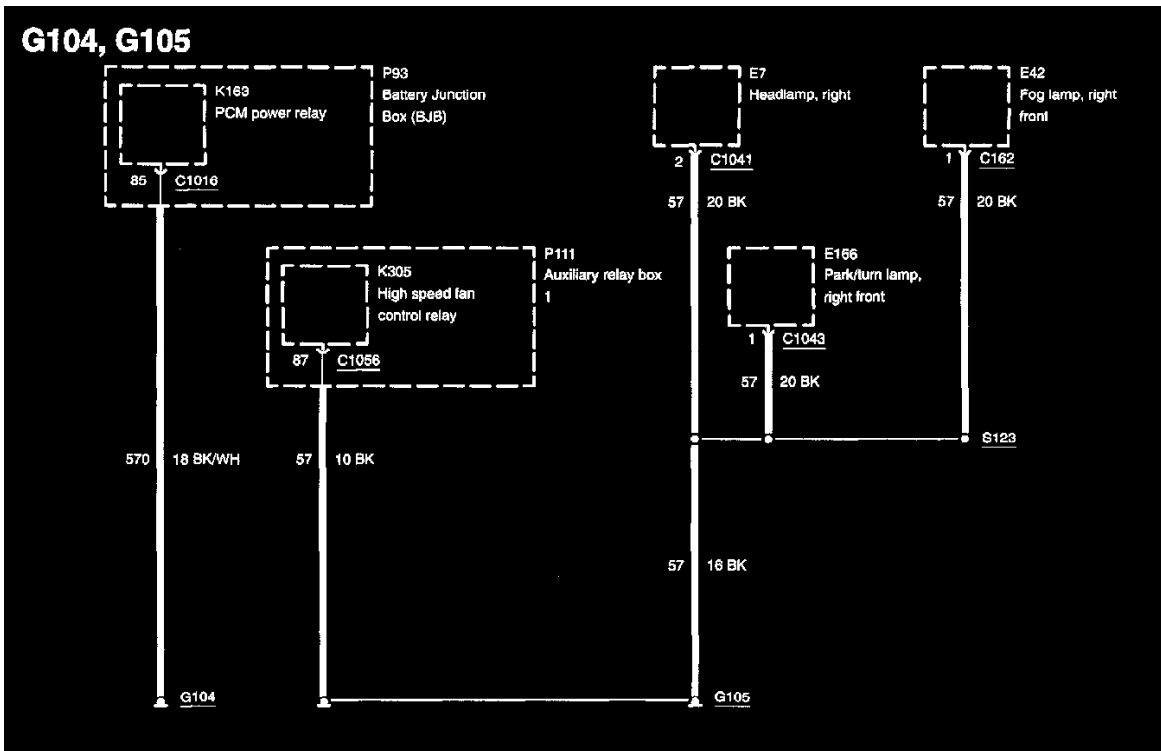 G104, G105
P93
Battery Junction
Box (BJB)
K163
PCM power relay
85 C1016
E7
Headlamp, right
2 C1041
57 20 BK
E42
Fog lamp, right
front
1 C162
57 20 BK
P111
Auxiliary relay box
1
K305
High speed fan
control relay
87 C1056
E166
Park/turn lamp,
right front
1 C1043
57 20 BK
S123
570 18 BK/WH
57 10 BK
57 16 BK
G104
G105